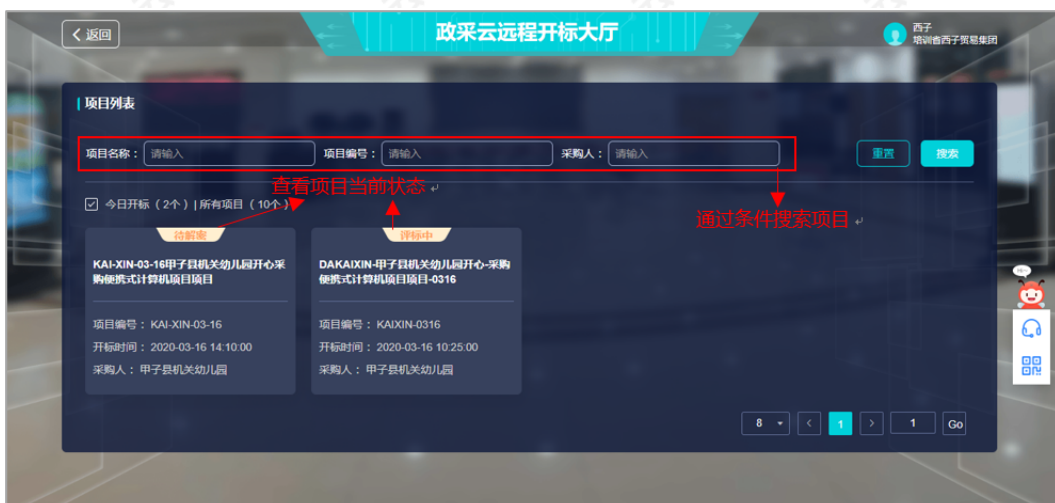 返回
政采云远程开标大厅
西子
培训省西子贸易集团
项目列表
项目名称： 请输入 项目编号： 请输入 采购人： 请输入 重置 搜索
查看项目当前状态
今日开标（2个）|所有项目（10个）
通过条件搜索项目
待解密
KAI-XIN-03-16甲子县机关幼儿园开心采
购便携式计算机项目项目
项目编号： KAI-XIN-03-16
开标时间： 2020-03-16 14:10:00
采购人： 甲子县机关幼儿园
评标中
DAKAIXIN-甲子县机关幼儿园开心-采购
便携式计算机项目项目-0316
项目编号： KAIXIN-0316
开标时间： 2020-03-16 10:25:00
采购人： 甲子县机关幼儿园
8 < 1 > 1 Go